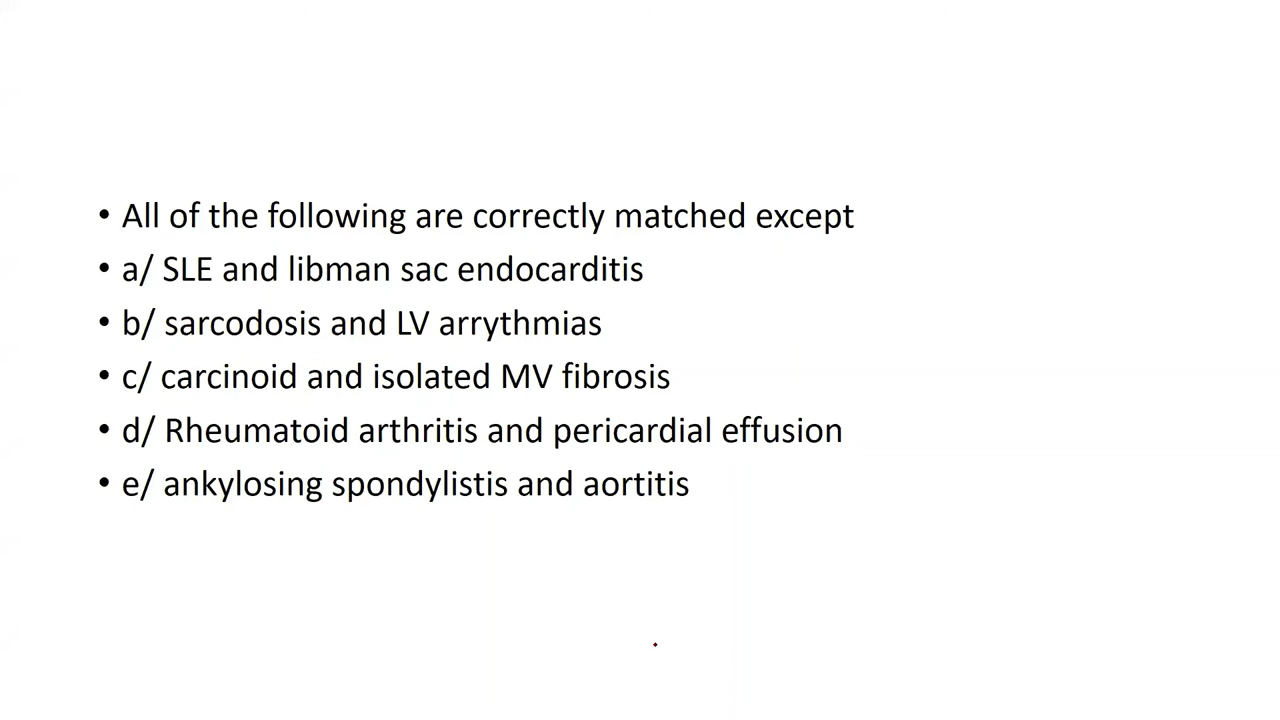 • All of the following are correctly matched except
• a/ SLE and libman sac endocarditis
• b/ sarcodosis and LV arrythmias
• c/ carcinoid and isolated MV fibrosis
• d/ Rheumatoid arthritis and pericardial effusion
• e/ ankylosing spondylistis and aortitis